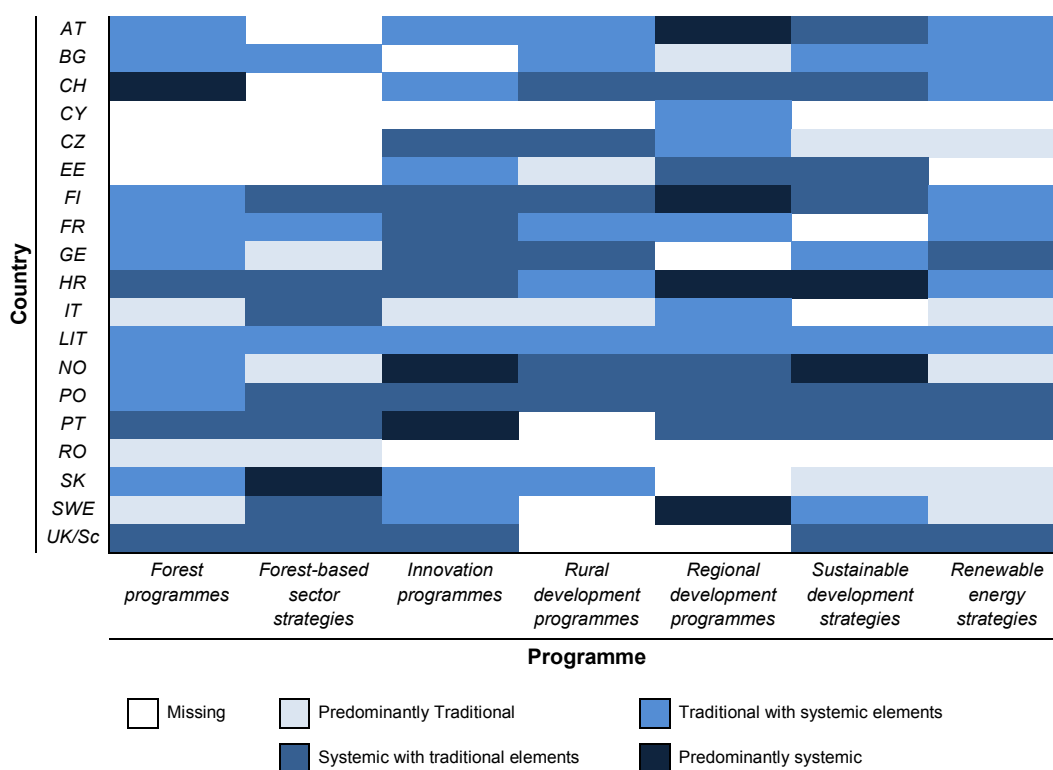 Country
AT
BG
CH
CY
CZ
EE
FI
FR
GE
HR
IT
LIT
NO
PO
PT
RO
SK
SWE
UK/Sc
Forest
programmes
Forest-based
sector
strategies
Innovation
programmes
Rural
development
programmes
Regional
development
programmes
Sustainable
development
strategies
Renewable
energy
strategies
Programme
Missing
Predominantly Traditional
Traditional with systemic elements
Systemic with traditional elements
Predominantly systemic